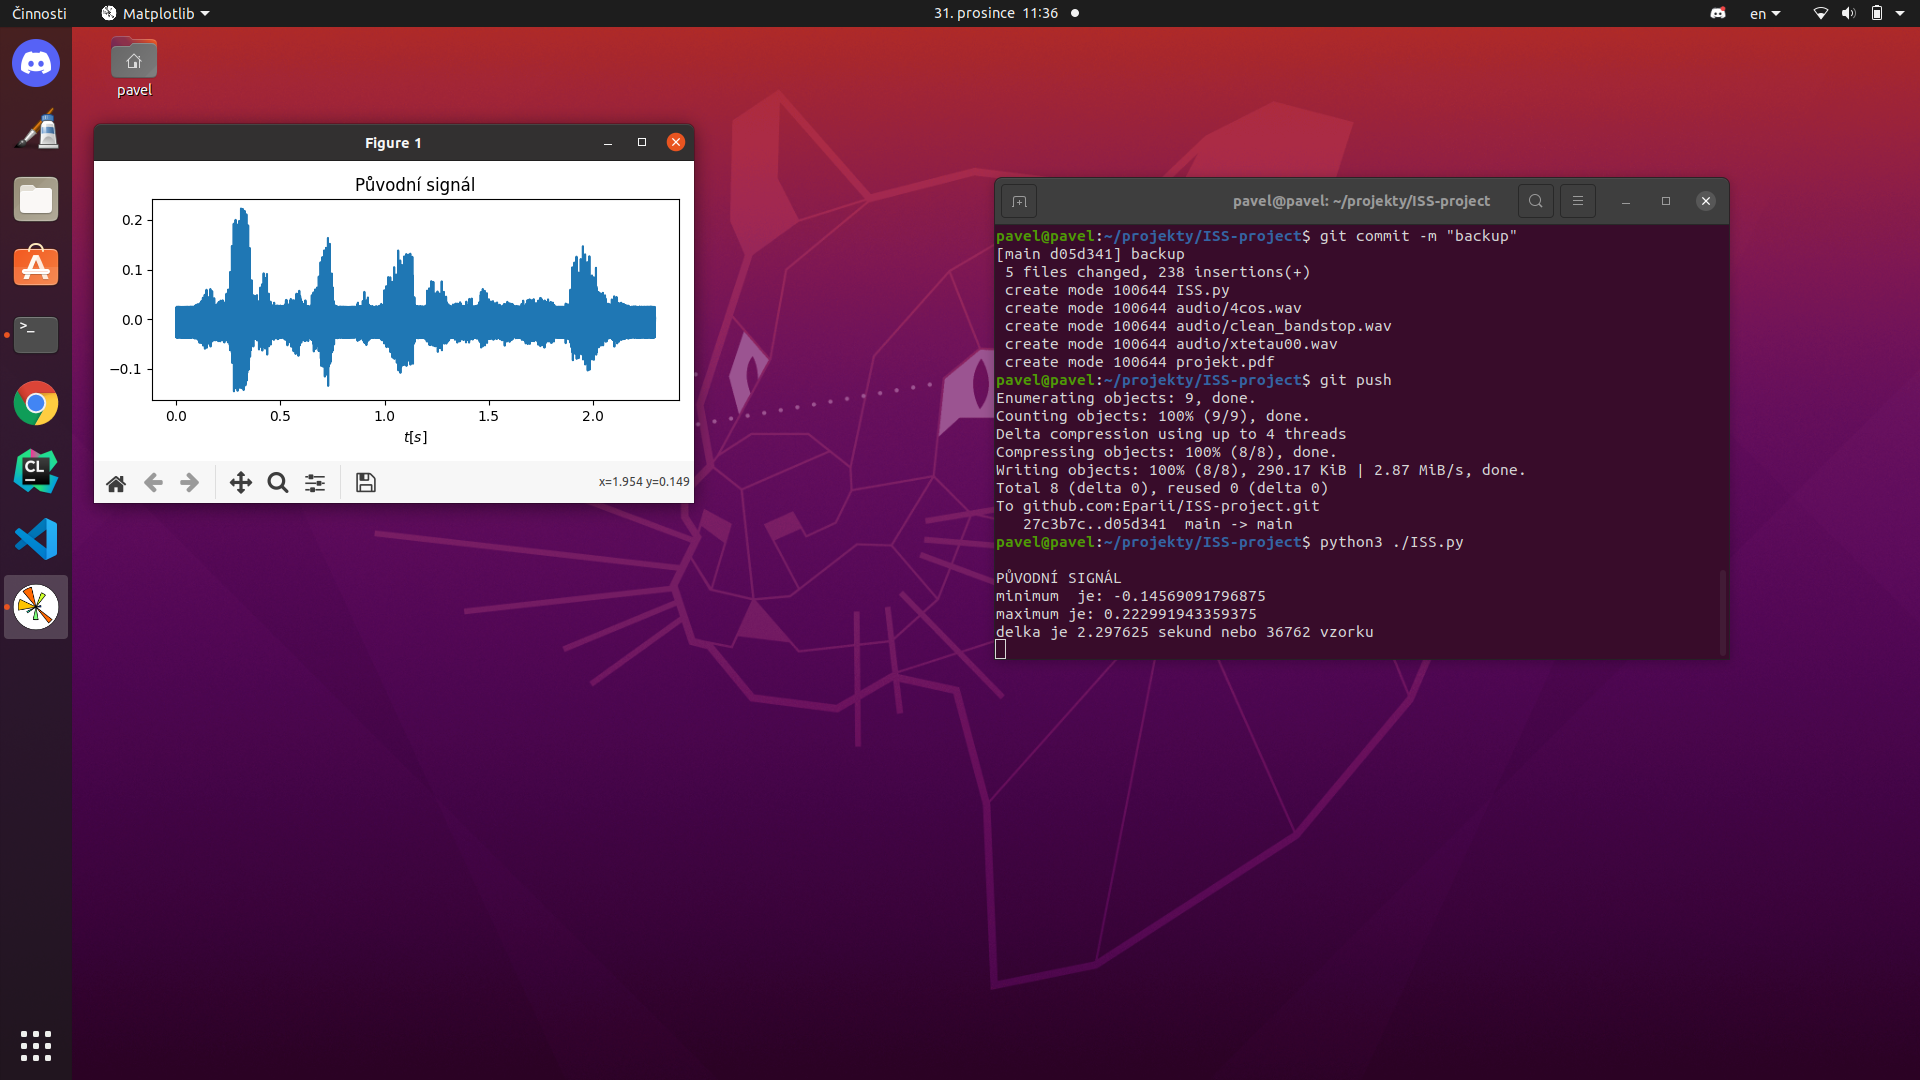 Činnosti
Matplotlib
31. prosince 11:36
en
pavel
Figure 1
Původní signál
0.2
0.1
0.0
−0.1
0.0 0.5 1.0 1.5 2.0
t[s]
x=1.954 y=0.149
CL
>_
pavel@pavel: ~/projekty/ISS-project
pavel@pavel:~/projekty/ISS-project$ git commit -m "backup"
[main d05d341] backup
 5 files changed, 238 insertions(+)
 create mode 100644 ISS.py
 create mode 100644 audio/4cos.wav
 create mode 100644 audio/clean_bandstop.wav
 create mode 100644 audio/xtetau00.wav
 create mode 100644 projekt.pdf
pavel@pavel:~/projekty/ISS-project$ git push
Enumerating objects: 9, done.
Counting objects: 100% (9/9), done.
Delta compression using up to 4 threads
Compressing objects: 100% (8/8), done.
Writing objects: 100% (8/8), 290.17 KiB | 2.87 MiB/s, done.
Total 8 (delta 0), reused 0 (delta 0)
To github.com:Eparii/ISS-project.git
   27c3b7c..d05d341  main -> main
pavel@pavel:~/projekty/ISS-project$ python3 ./ISS.py
PŮVODNÍ SIGNÁL
minimum  je: -0.14569091796875
maximum je: 0.222991943359375
delka je 2.297625 sekund nebo 36762 vzorku